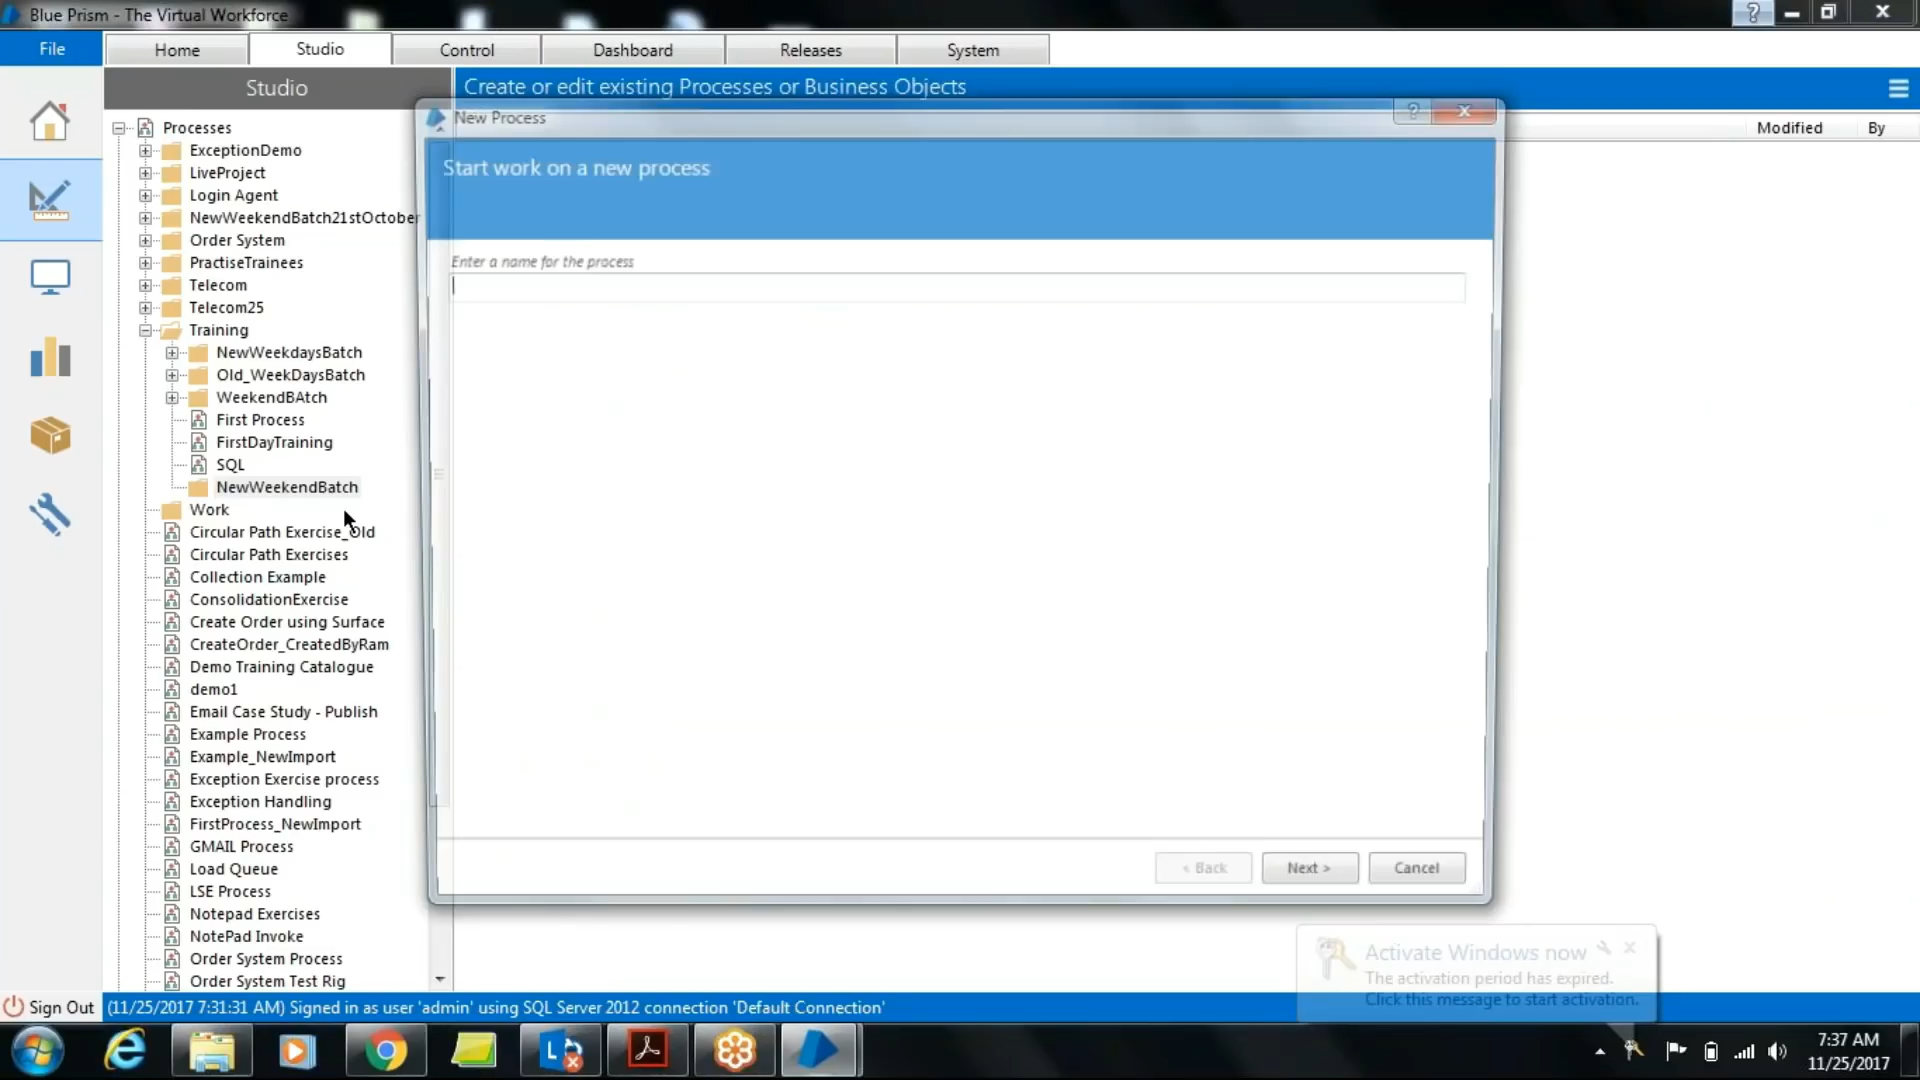 Blue Prism - The Virtual Workforce
File
Home
Studio
Control
Dashboard
Releases
System
Studio
Create or edit existing Processes or Business Objects
Modified
By
Processes
ExceptionDemo
LiveProject
Login Agent
NewWeekendBatch21stOctober
Order System
PractiseTrainees
Telecom
Telecom25
Training
NewWeekdaysBatch
Old_WeekDaysBatch
WeekendBAtch
First Process
FirstDayTraining
SQL
NewWeekendBatch
Work
Circular Path Exercise_Old
Circular Path Exercises
Collection Example
ConsolidationExercise
Create Order using Surface
CreateOrder_CreatedByRam
Demo Training Catalogue
demo1
Email Case Study - Publish
Example Process
Example_NewImport
Exception Exercise process
Exception Handling
FirstProcess_NewImport
GMAIL Process
Load Queue
LSE Process
Notepad Exercises
NotePad Invoke
Order System Process
Order System Test Rig
New Process
Start work on a new process
Enter a name for the process
< Back
Next >
Cancel
Activate Windows now
The activation period has expired.
Click this message to start activation.
Sign Out
(11/25/2017 7:31:31 AM) Signed in as user 'admin' using SQL Server 2012 connection 'Default Connection'
7:37 AM
11/25/2017